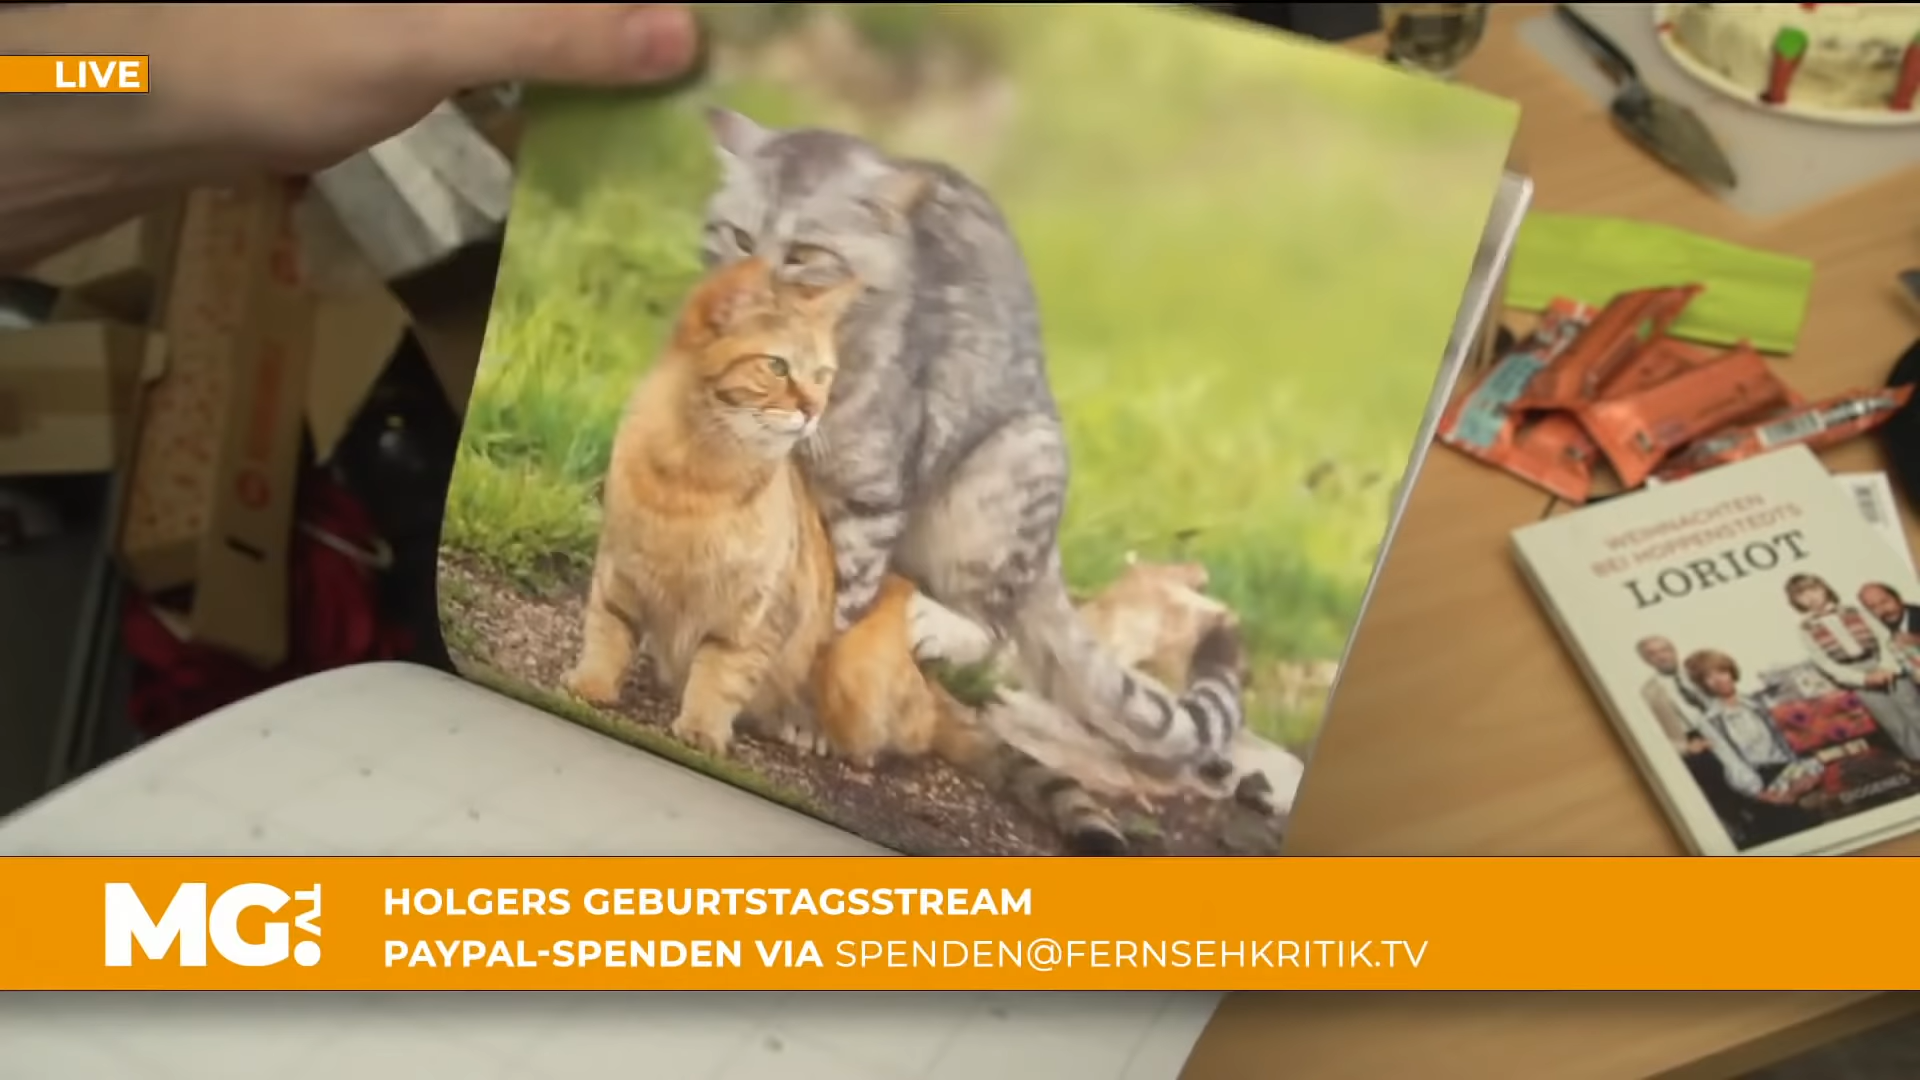 LIVE
WEIHNACHTEN
BEI HOPPENSTEDTS
LORIOT
MG.TV
HOLGERS GEBURTSTAGSSTREAM
PAYPAL-SPENDEN VIA SPENDEN@FERNSEHKRITIK.TV